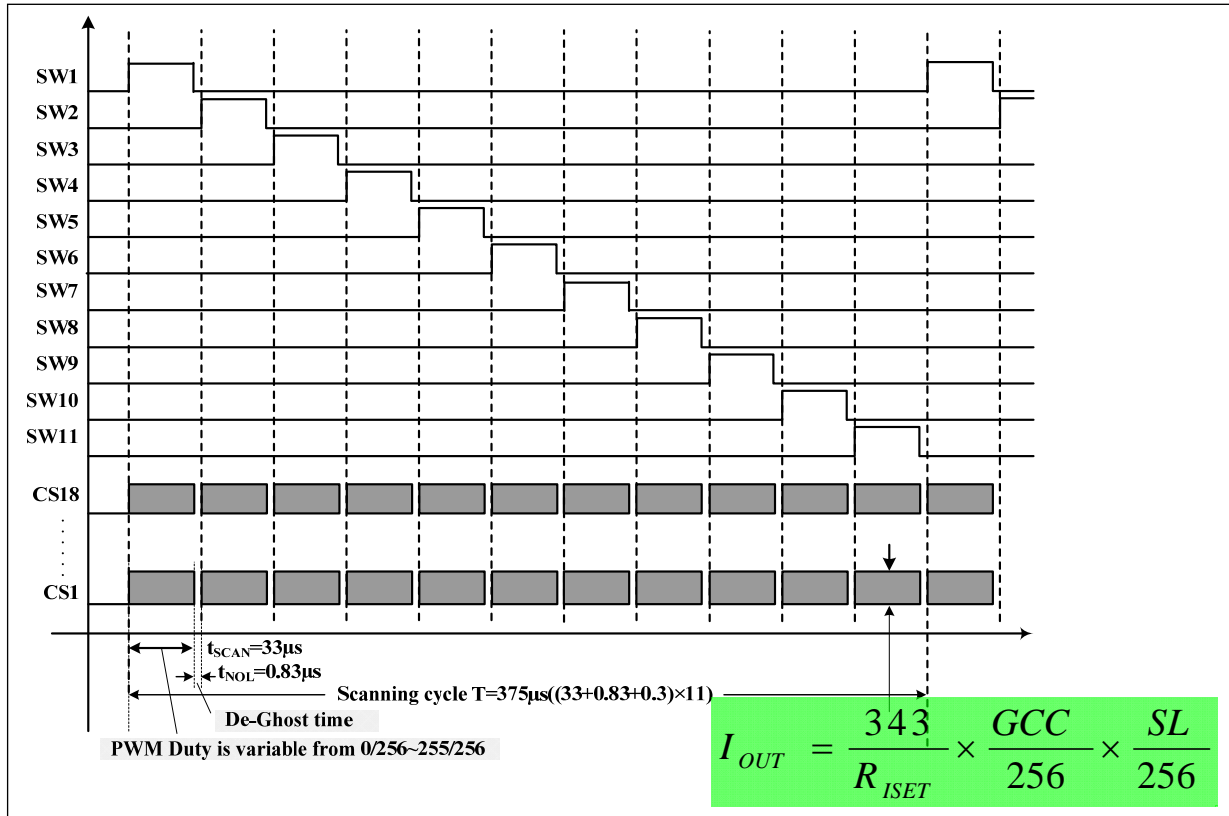 SW1
SW2
SW3
SW4
SW5
SW6
SW7
SW8
SW9
SW10
SW11
CS18
CS1
tSCAN=33μs
tNOL=0.83μs
Scanning cycle T=375μs((33+0.83+0.3)×11)
De-Ghost time
PWM Duty is variable from 0/256~255/256
I_OUT = 343/R_ISET × GCC/256 × SL/256